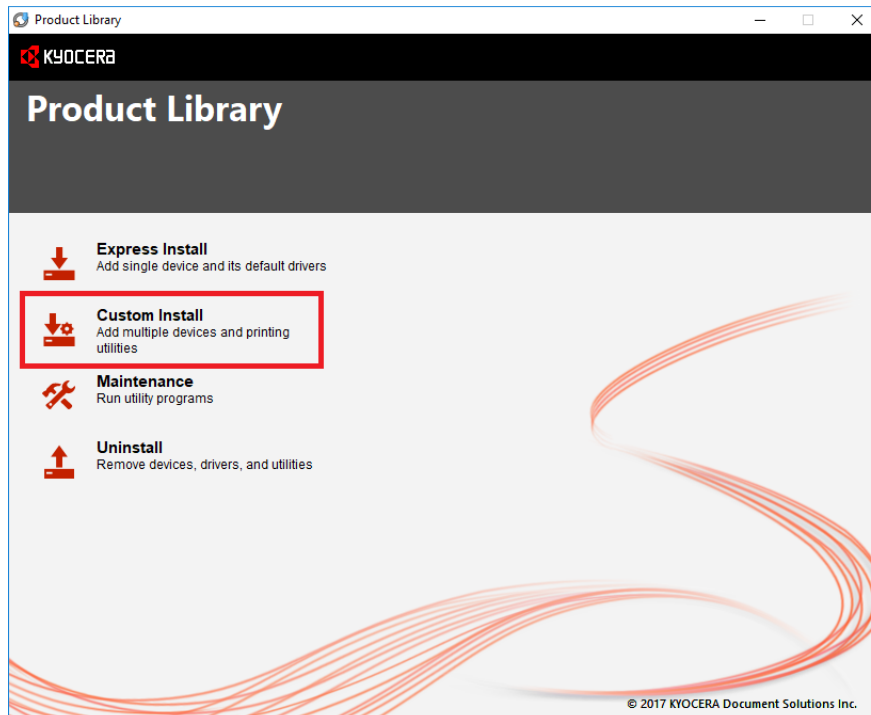 Product Library
KYOCERA
Product Library
Express Install
Add single device and its default drivers
Custom Install
Add multiple devices and printing
utilities
Maintenance
Run utility programs
Uninstall
Remove devices, drivers, and utilities
© 2017 KYOCERA Document Solutions Inc.